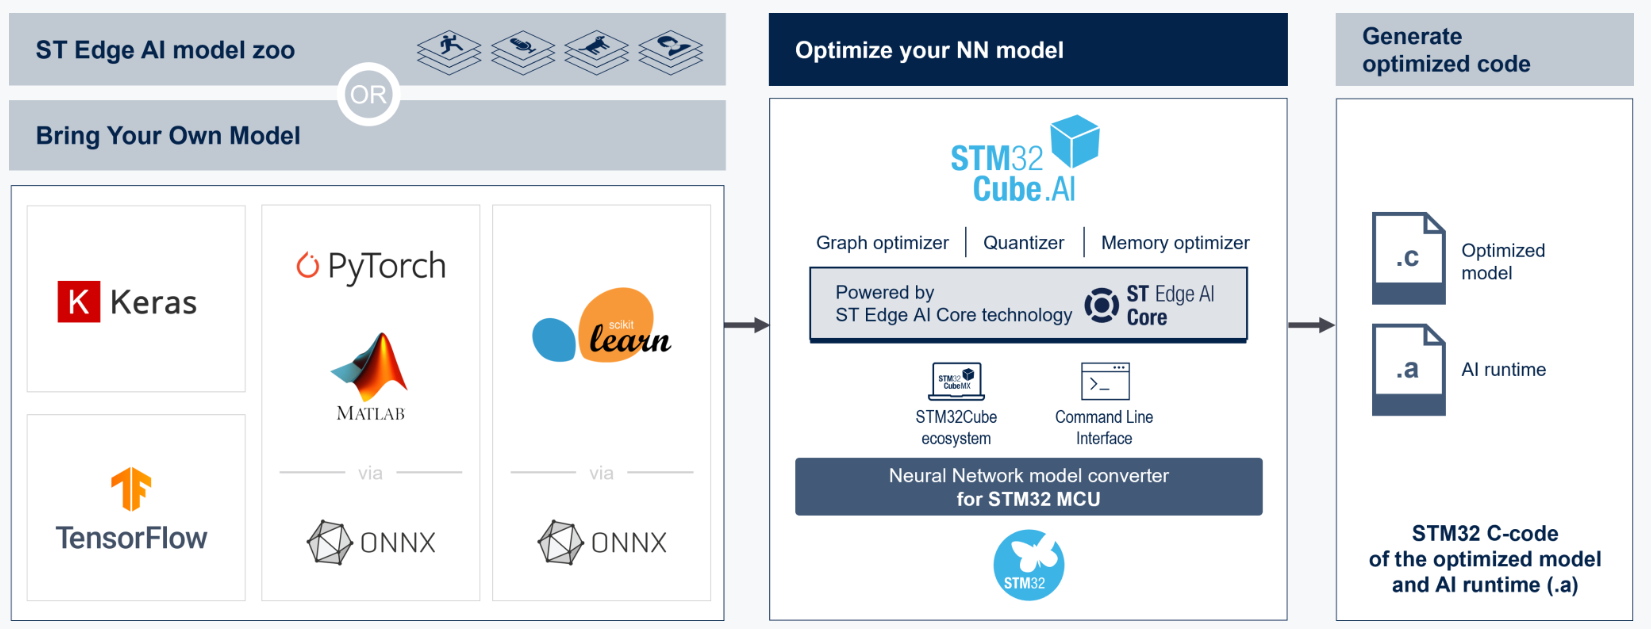 ST Edge AI model zoo
OR
Bring Your Own Model
Keras
TensorFlow
PyTorch
MATLAB
via
ONNX
scikit
learn
via
ONNX
Optimize your NN model
STM32
Cube.AI
Graph optimizer
Quantizer
Memory optimizer
Powered by
ST Edge AI Core technology
ST Edge AI
Core
STM32
CubeMX
STM32Cube
ecosystem
>_
Command Line
Interface
Neural Network model converter
for STM32 MCU
STM32
Generate
optimized code
.c
Optimized
model
.a
AI runtime
STM32 C-code
of the optimized model
and AI runtime (.a)